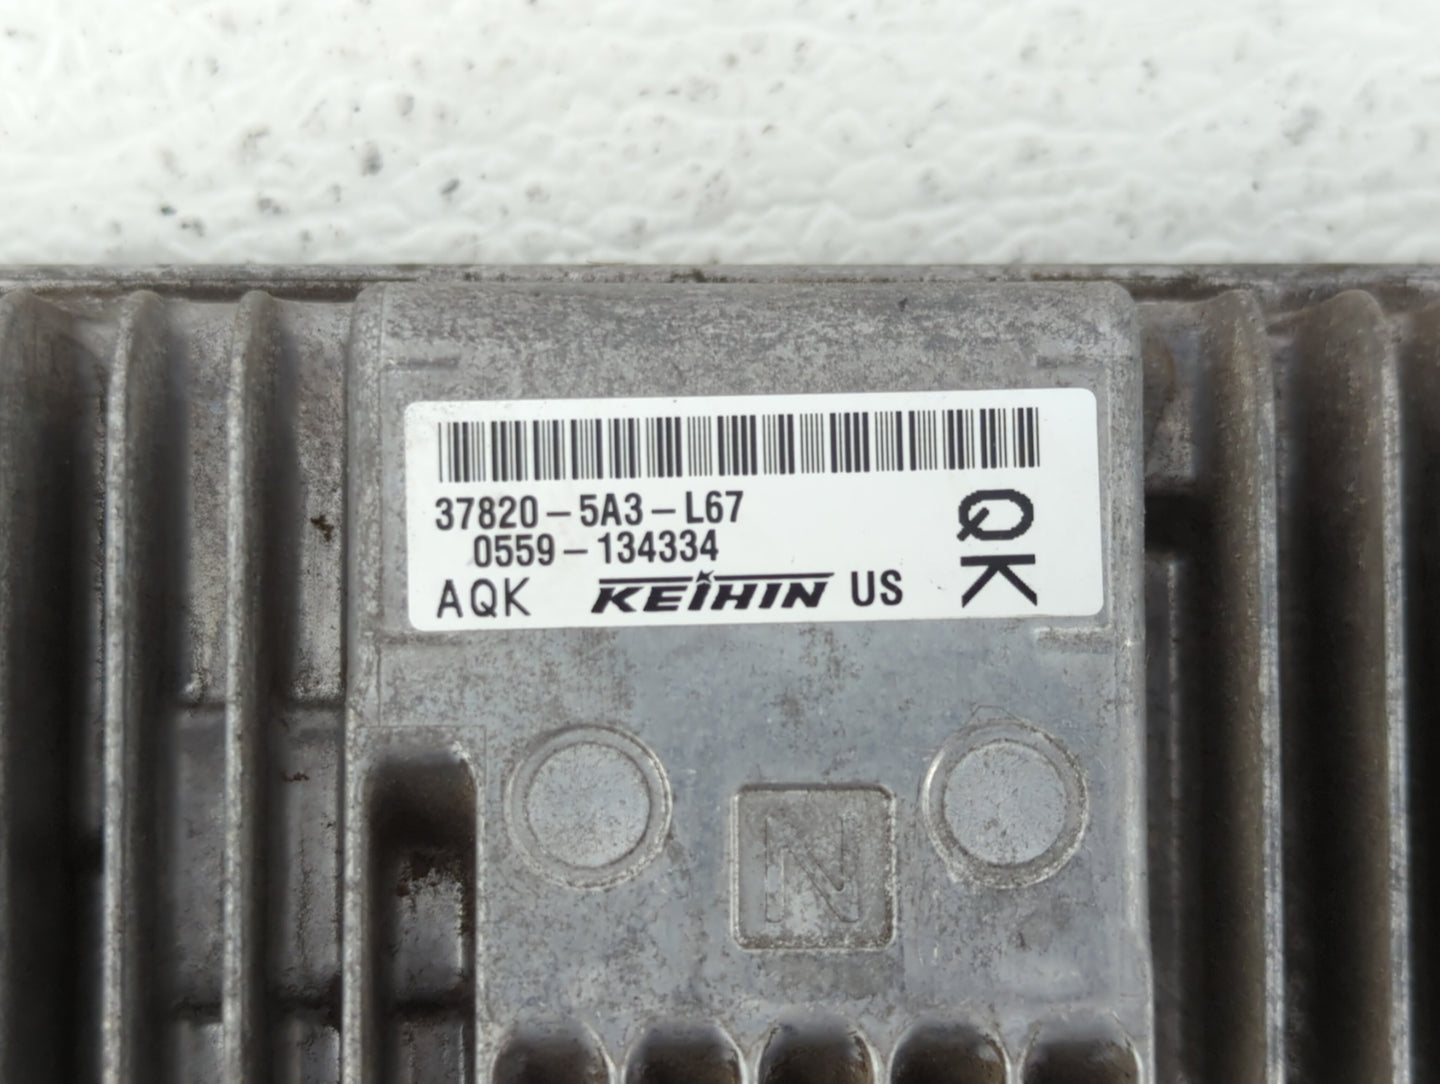 37820-5A3-L67
0559-134334
AQK KEIHIN US
QK
N